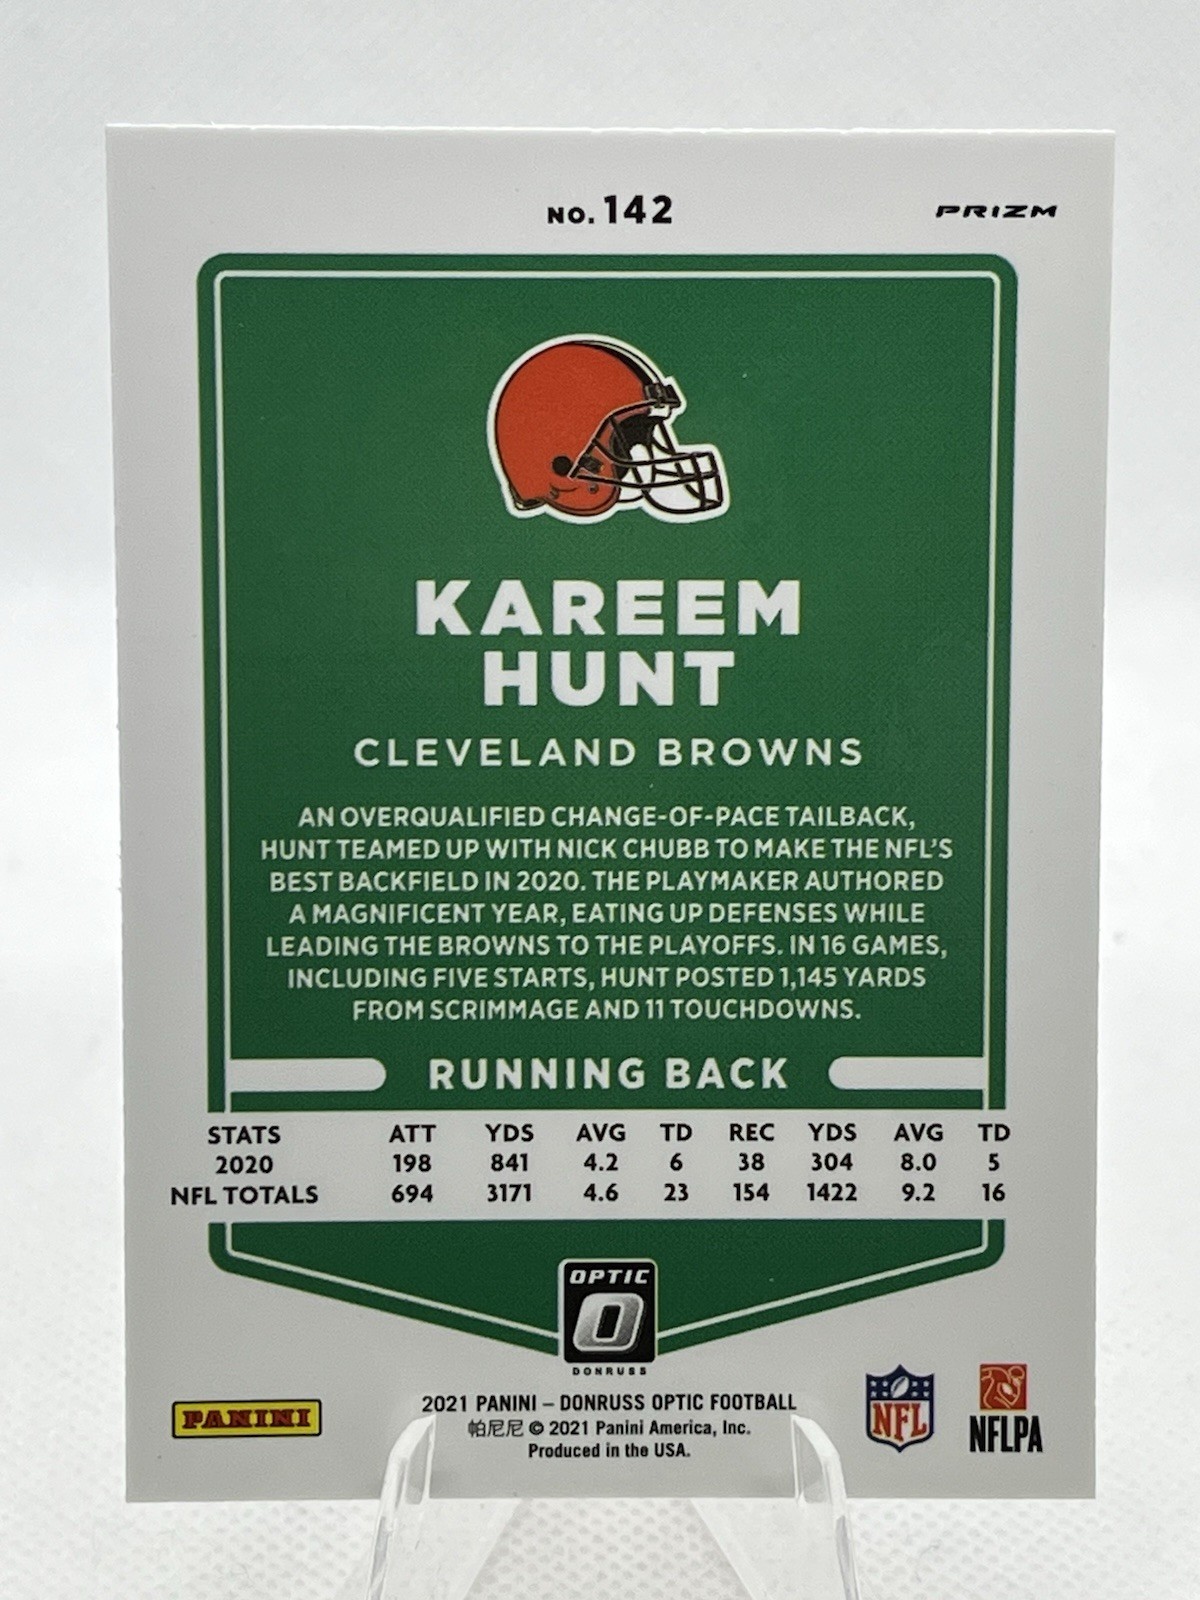 NO. 142
PRIZM
KAREEM
HUNT
CLEVELAND BROWNS
AN OVERQUALIFIED CHANGE-OF-PACE TAILBACK,
HUNT TEAMED UP WITH NICK CHUBB TO MAKE THE NFL'S
BEST BACKFIELD IN 2020. THE PLAYMAKER AUTHORED
A MAGNIFICENT YEAR, EATING UP DEFENSES WHILE
LEADING THE BROWNS TO THE PLAYOFFS. IN 16 GAMES,
INCLUDING FIVE STARTS, HUNT POSTED 1,145 YARDS
FROM SCRIMMAGE AND 11 TOUCHDOWNS.
RUNNING BACK
STATS ATT YDS AVG TD REC YDS AVG TD
2020 198 841 4.2 6 38 304 8.0 5
NFL TOTALS 694 3171 4.6 23 154 1422 9.2 16
OPTIC
O
DONRUSS
PANINI
2021 PANINI – DONRUSS OPTIC FOOTBALL
帕尼尼 © 2021 Panini America, Inc.
Produced in the USA.
NFL
NFLPA